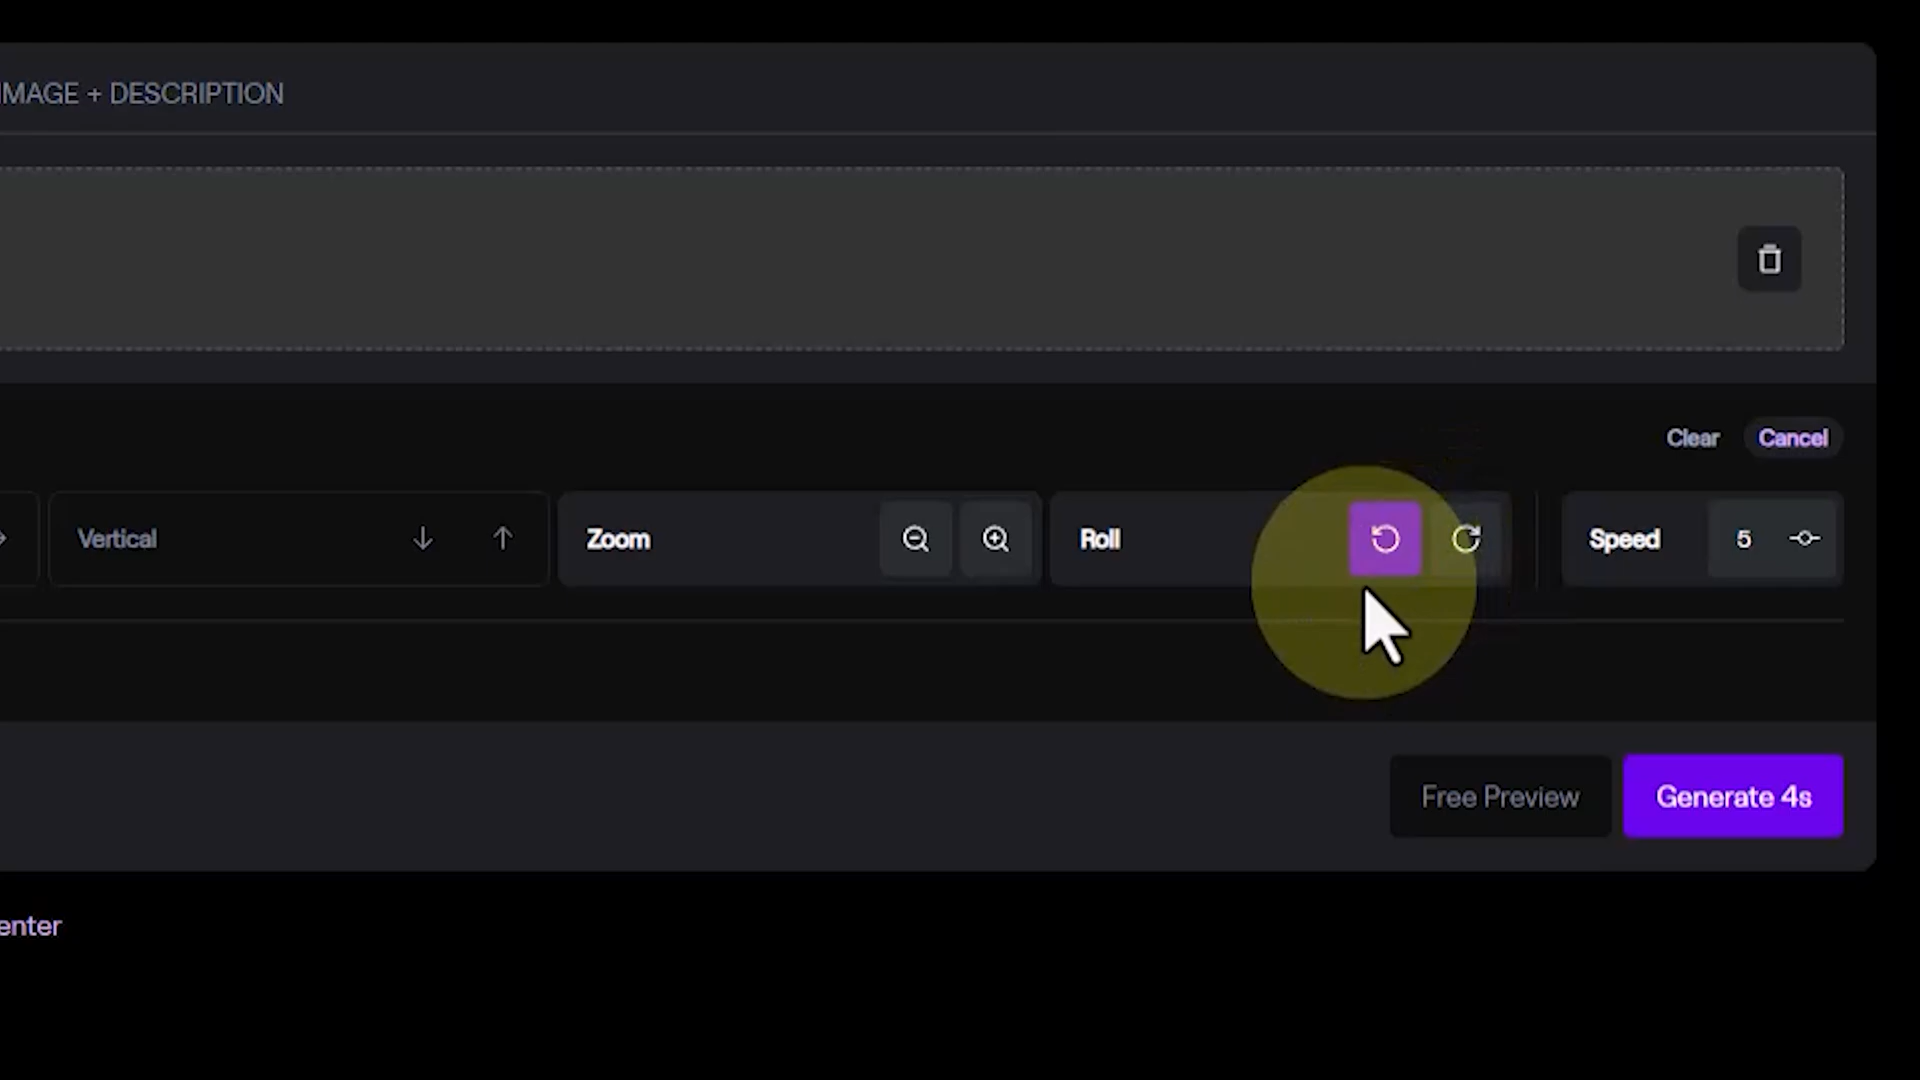 IMAGE + DESCRIPTION
Clear Cancel
Vertical Zoom Roll Speed 5
Free Preview Generate 4s
enter